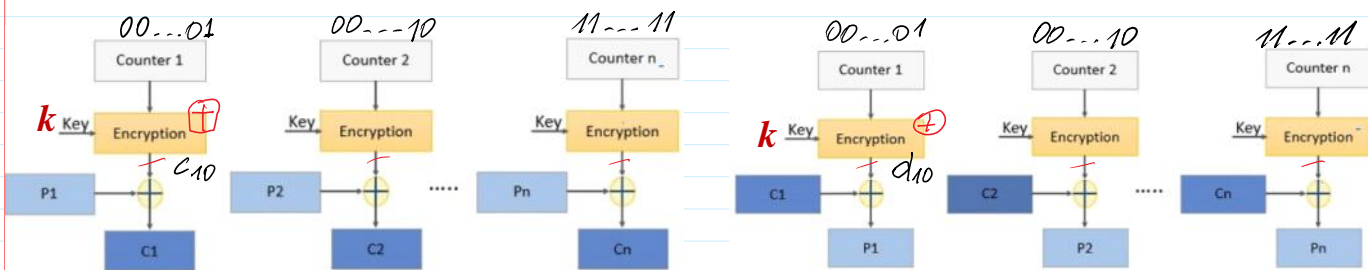 00...01 00...10 11...11
Counter 1 Counter 2 Counter n
k Key Encryption + Key Encryption Key Encryption
c10
P1 P2 ..... Pn
C1 C2 Cn
00...01 00...10 11...11
Counter 1 Counter 2 Counter n
k Key Encryption + Key Encryption Key Encryption
d10
C1 C2 ..... Cn
P1 P2 Pn